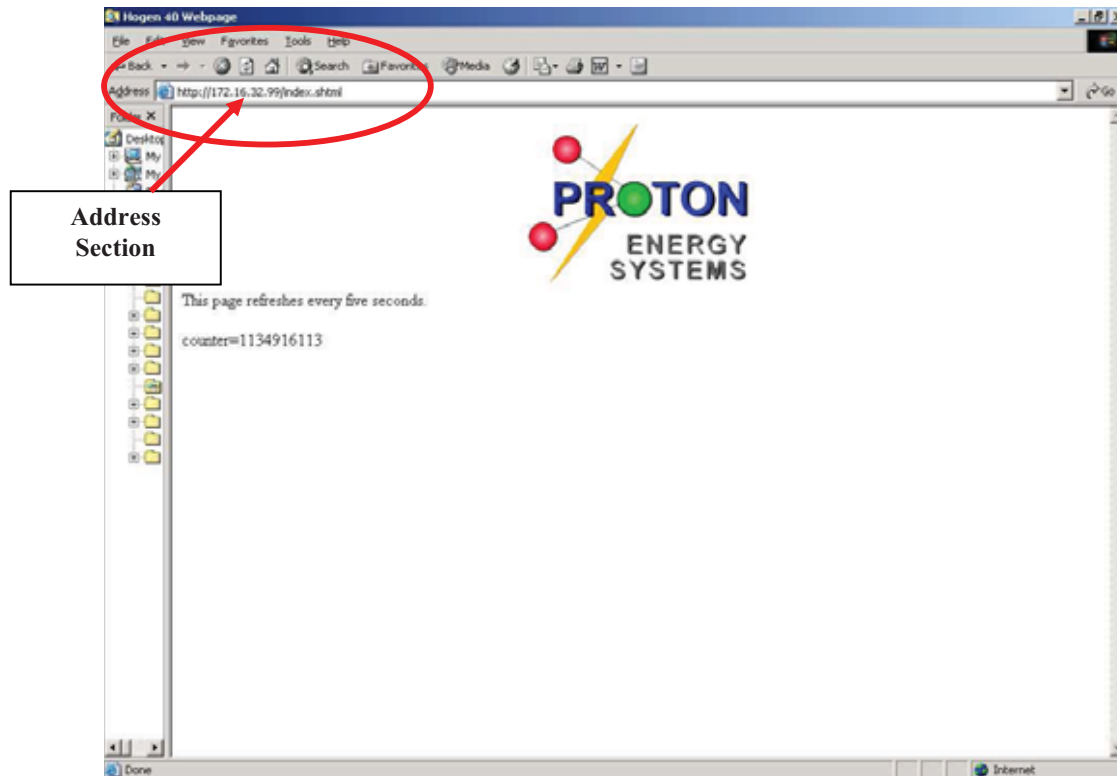 Hogen 40 Webpage
File Edit View Favorites Tools Help
Back Search Favorites Media
Address http://172.16.32.99/index.shtml Go
Desktop
My
My
Address
Section
PROTON
ENERGY
SYSTEMS
This page refreshes every five seconds.
counter=1134916113
Done Internet